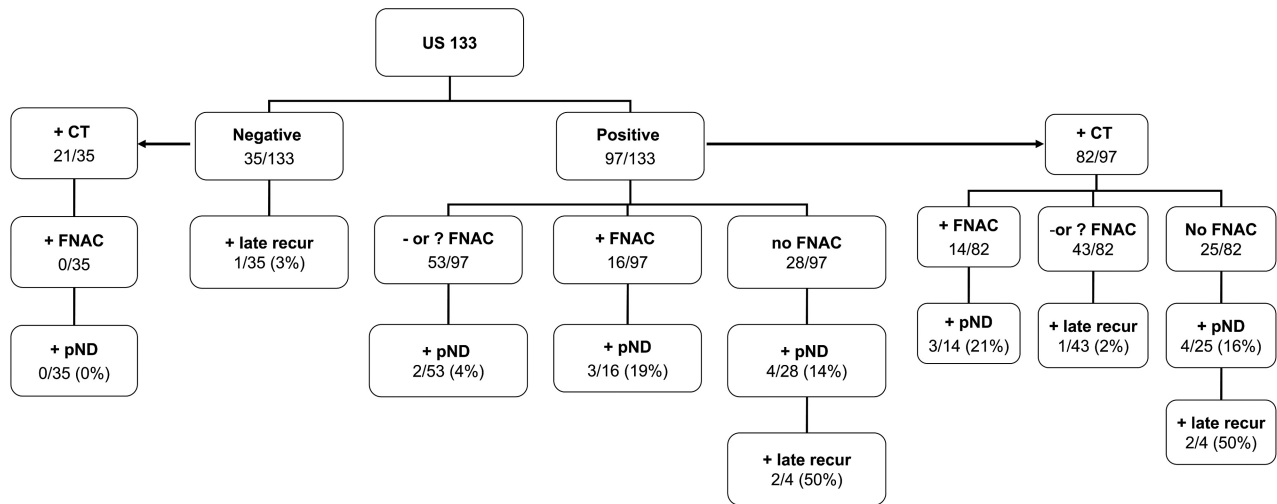 US 133
+ CT
21/35
Negative
35/133
Positive
97/133
+ CT
82/97
+ FNAC
0/35
+ late recur
1/35 (3%)
- or ? FNAC
53/97
+ FNAC
16/97
no FNAC
28/97
+ FNAC
14/82
-or ? FNAC
43/82
No FNAC
25/82
+ pND
0/35 (0%)
+ pND
2/53 (4%)
+ pND
3/16 (19%)
+ pND
4/28 (14%)
+ pND
3/14 (21%)
+ late recur
1/43 (2%)
+ pND
4/25 (16%)
+ late recur
2/4 (50%)
+ late recur
2/4 (50%)